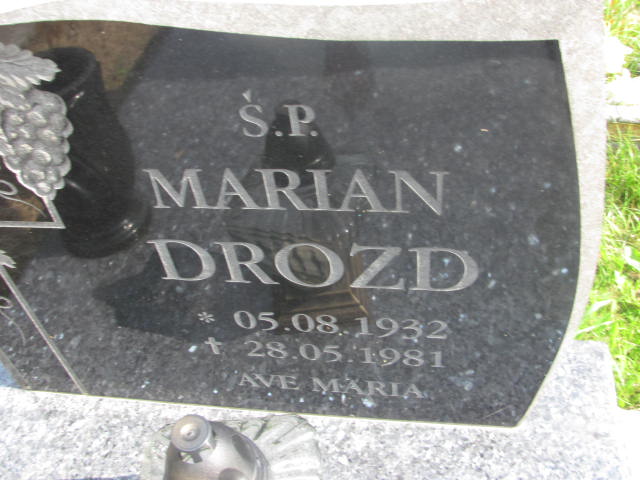 Ś.P.
MARIAN
DROZD
* 05.08.1932
† 28.05.1981
AVE MARIA